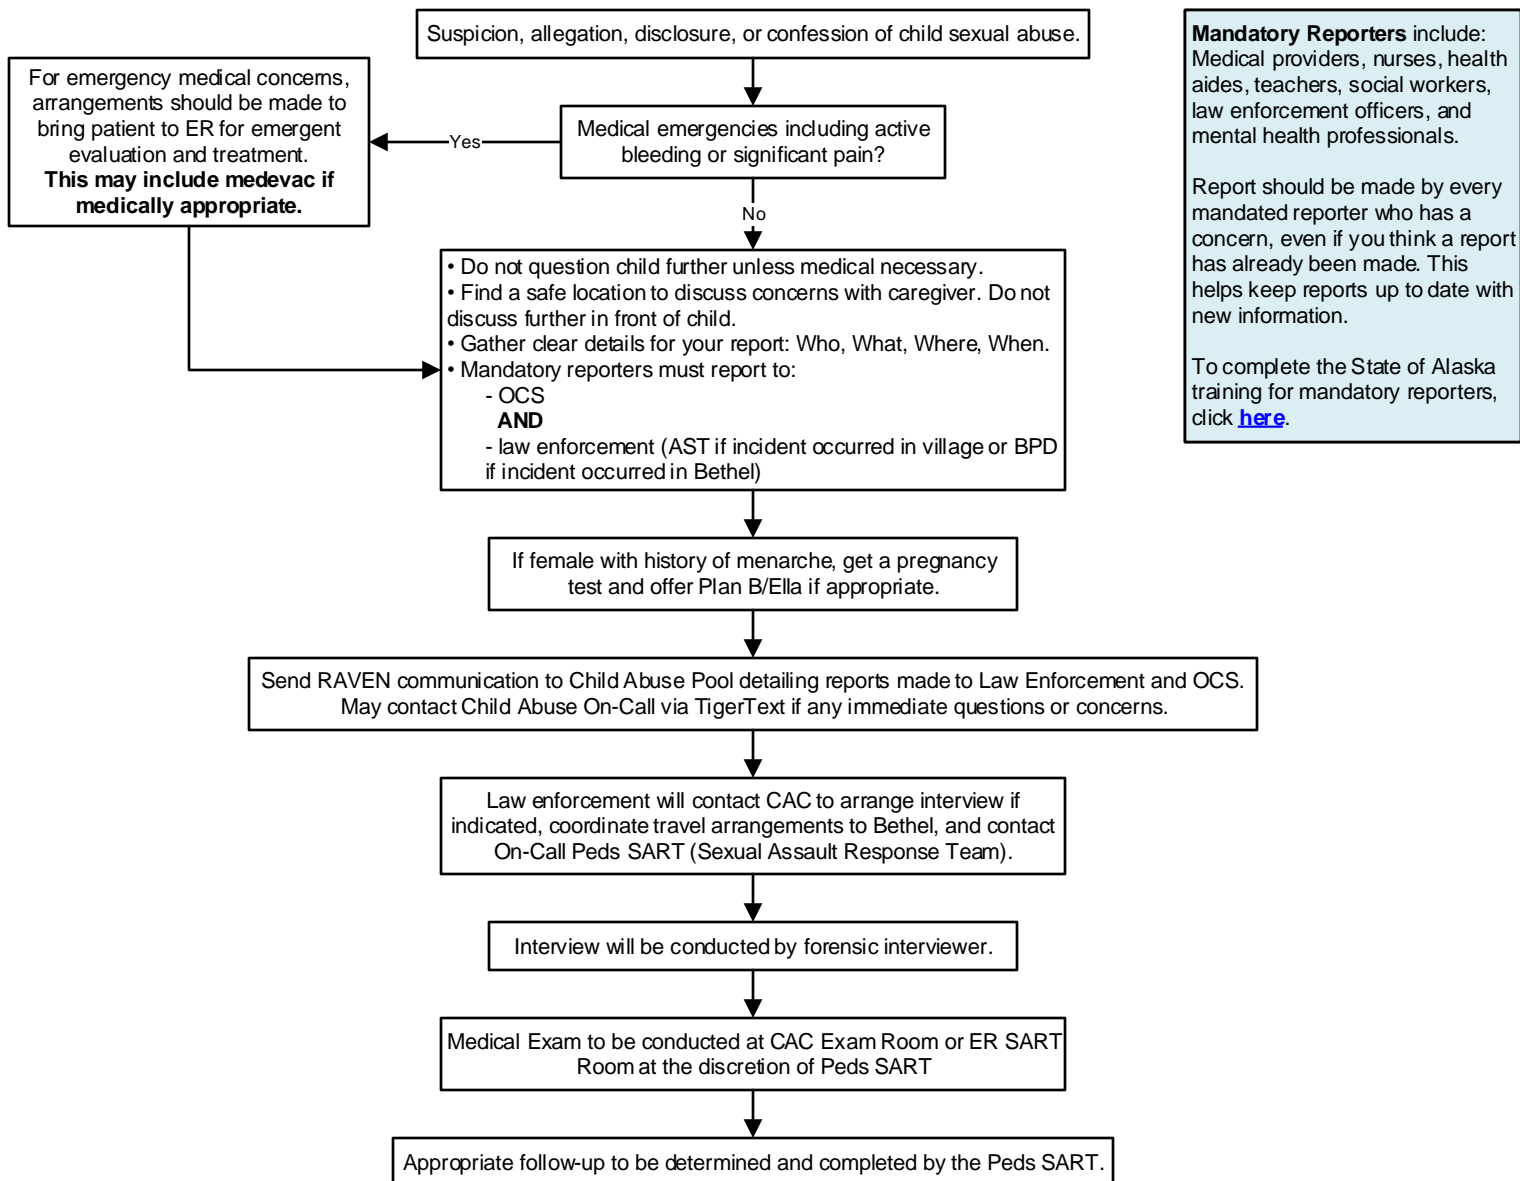 Suspicion, allegation, disclosure, or confession of child sexual abuse.
For emergency medical concerns,
arrangements should be made to
bring patient to ER for emergent
evaluation and treatment.
This may include medevac if
medically appropriate.
Yes
Medical emergencies including active
bleeding or significant pain?
No
• Do not question child further unless medical necessary.
• Find a safe location to discuss concerns with caregiver. Do not
discuss further in front of child.
• Gather clear details for your report: Who, What, Where, When.
• Mandatory reporters must report to:
- OCS
AND
- law enforcement (AST if incident occurred in village or BPD
if incident occurred in Bethel)
If female with history of menarche, get a pregnancy
test and offer Plan B/Ella if appropriate.
Send RAVEN communication to Child Abuse Pool detailing reports made to Law Enforcement and OCS.
May contact Child Abuse On-Call via TigerText if any immediate questions or concerns.
Law enforcement will contact CAC to arrange interview if
indicated, coordinate travel arrangements to Bethel, and contact
On-Call Peds SART (Sexual Assault Response Team).
Interview will be conducted by forensic interviewer.
Medical Exam to be conducted at CAC Exam Room or ER SART
Room at the discretion of Peds SART
Appropriate follow-up to be determined and completed by the Peds SART.
Mandatory Reporters include:
Medical providers, nurses, health
aides, teachers, social workers,
law enforcement officers, and
mental health professionals.
Report should be made by every
mandated reporter who has a
concern, even if you think a report
has already been made. This
helps keep reports up to date with
new information.
To complete the State of Alaska
training for mandatory reporters,
click here.